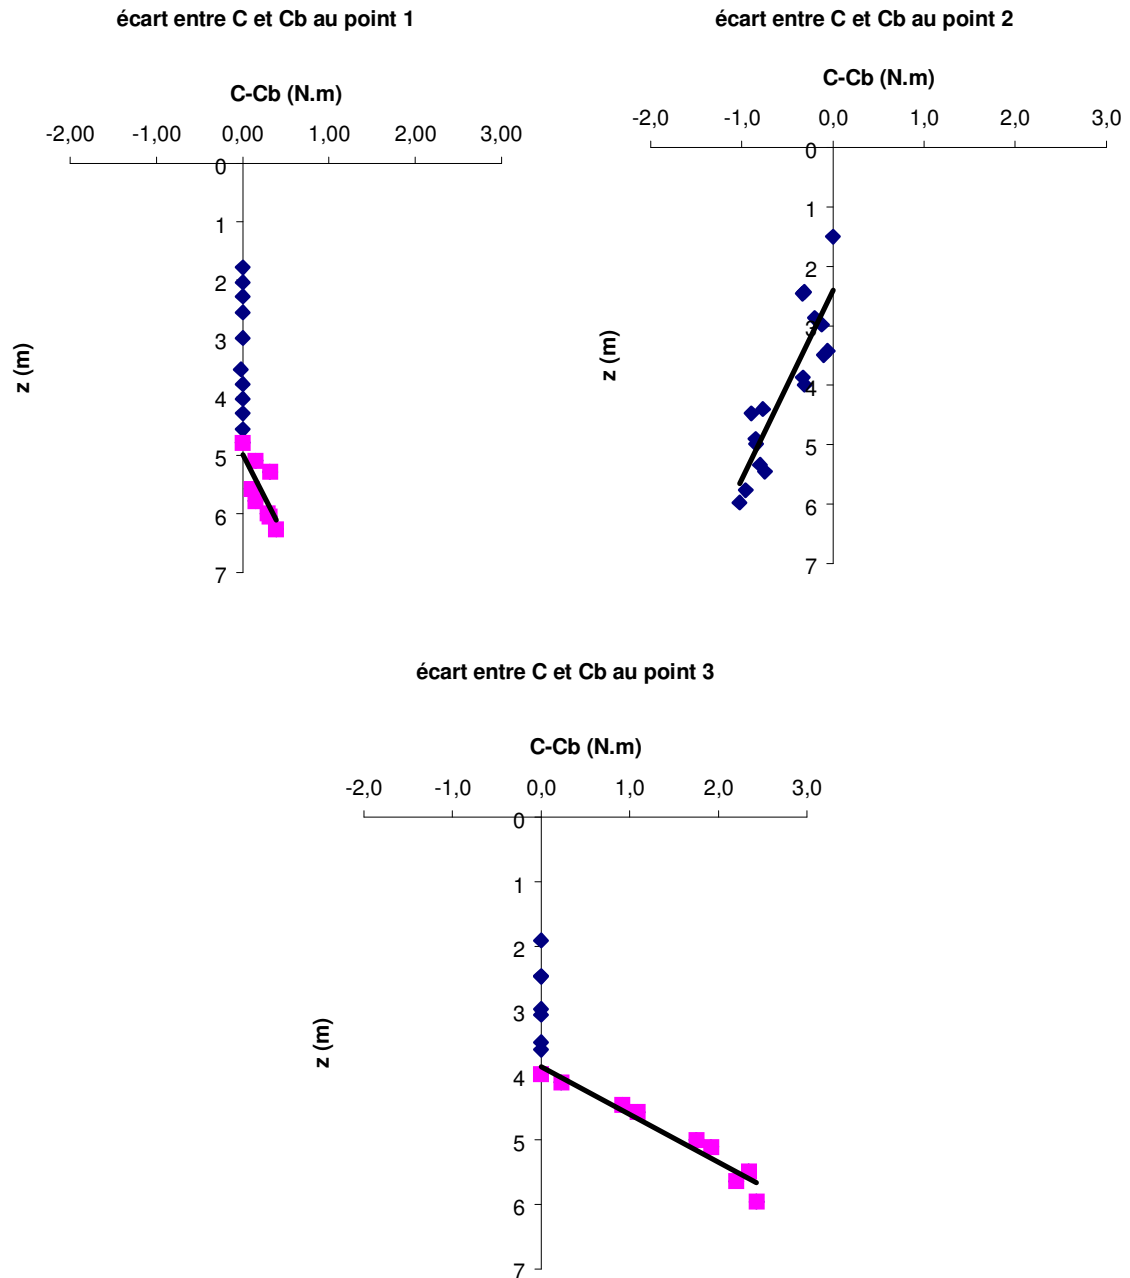 écart entre C et Cb au point 1
C-Cb (N.m)
-2,00 -1,00 0,00 1,00 2,00 3,00
0
1
2
3
4
5
6
7
z (m)
écart entre C et Cb au point 2
C-Cb (N.m)
-2,0 -1,0 0,0 1,0 2,0 3,0
0
1
2
3
4
5
6
7
z (m)
écart entre C et Cb au point 3
C-Cb (N.m)
-2,0 -1,0 0,0 1,0 2,0 3,0
0
1
2
3
4
5
6
7
z (m)